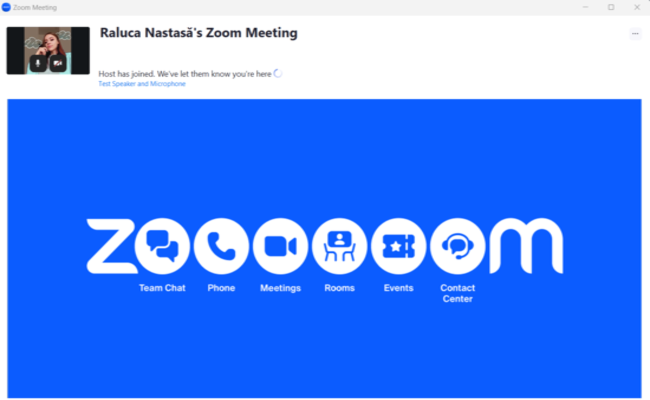 Zoom Meeting
Raluca Nastasă's Zoom Meeting
Host has joined. We've let them know you're here
Test Speaker and Microphone
zoooooom
Team Chat
Phone
Meetings
Rooms
Events
Contact
Center